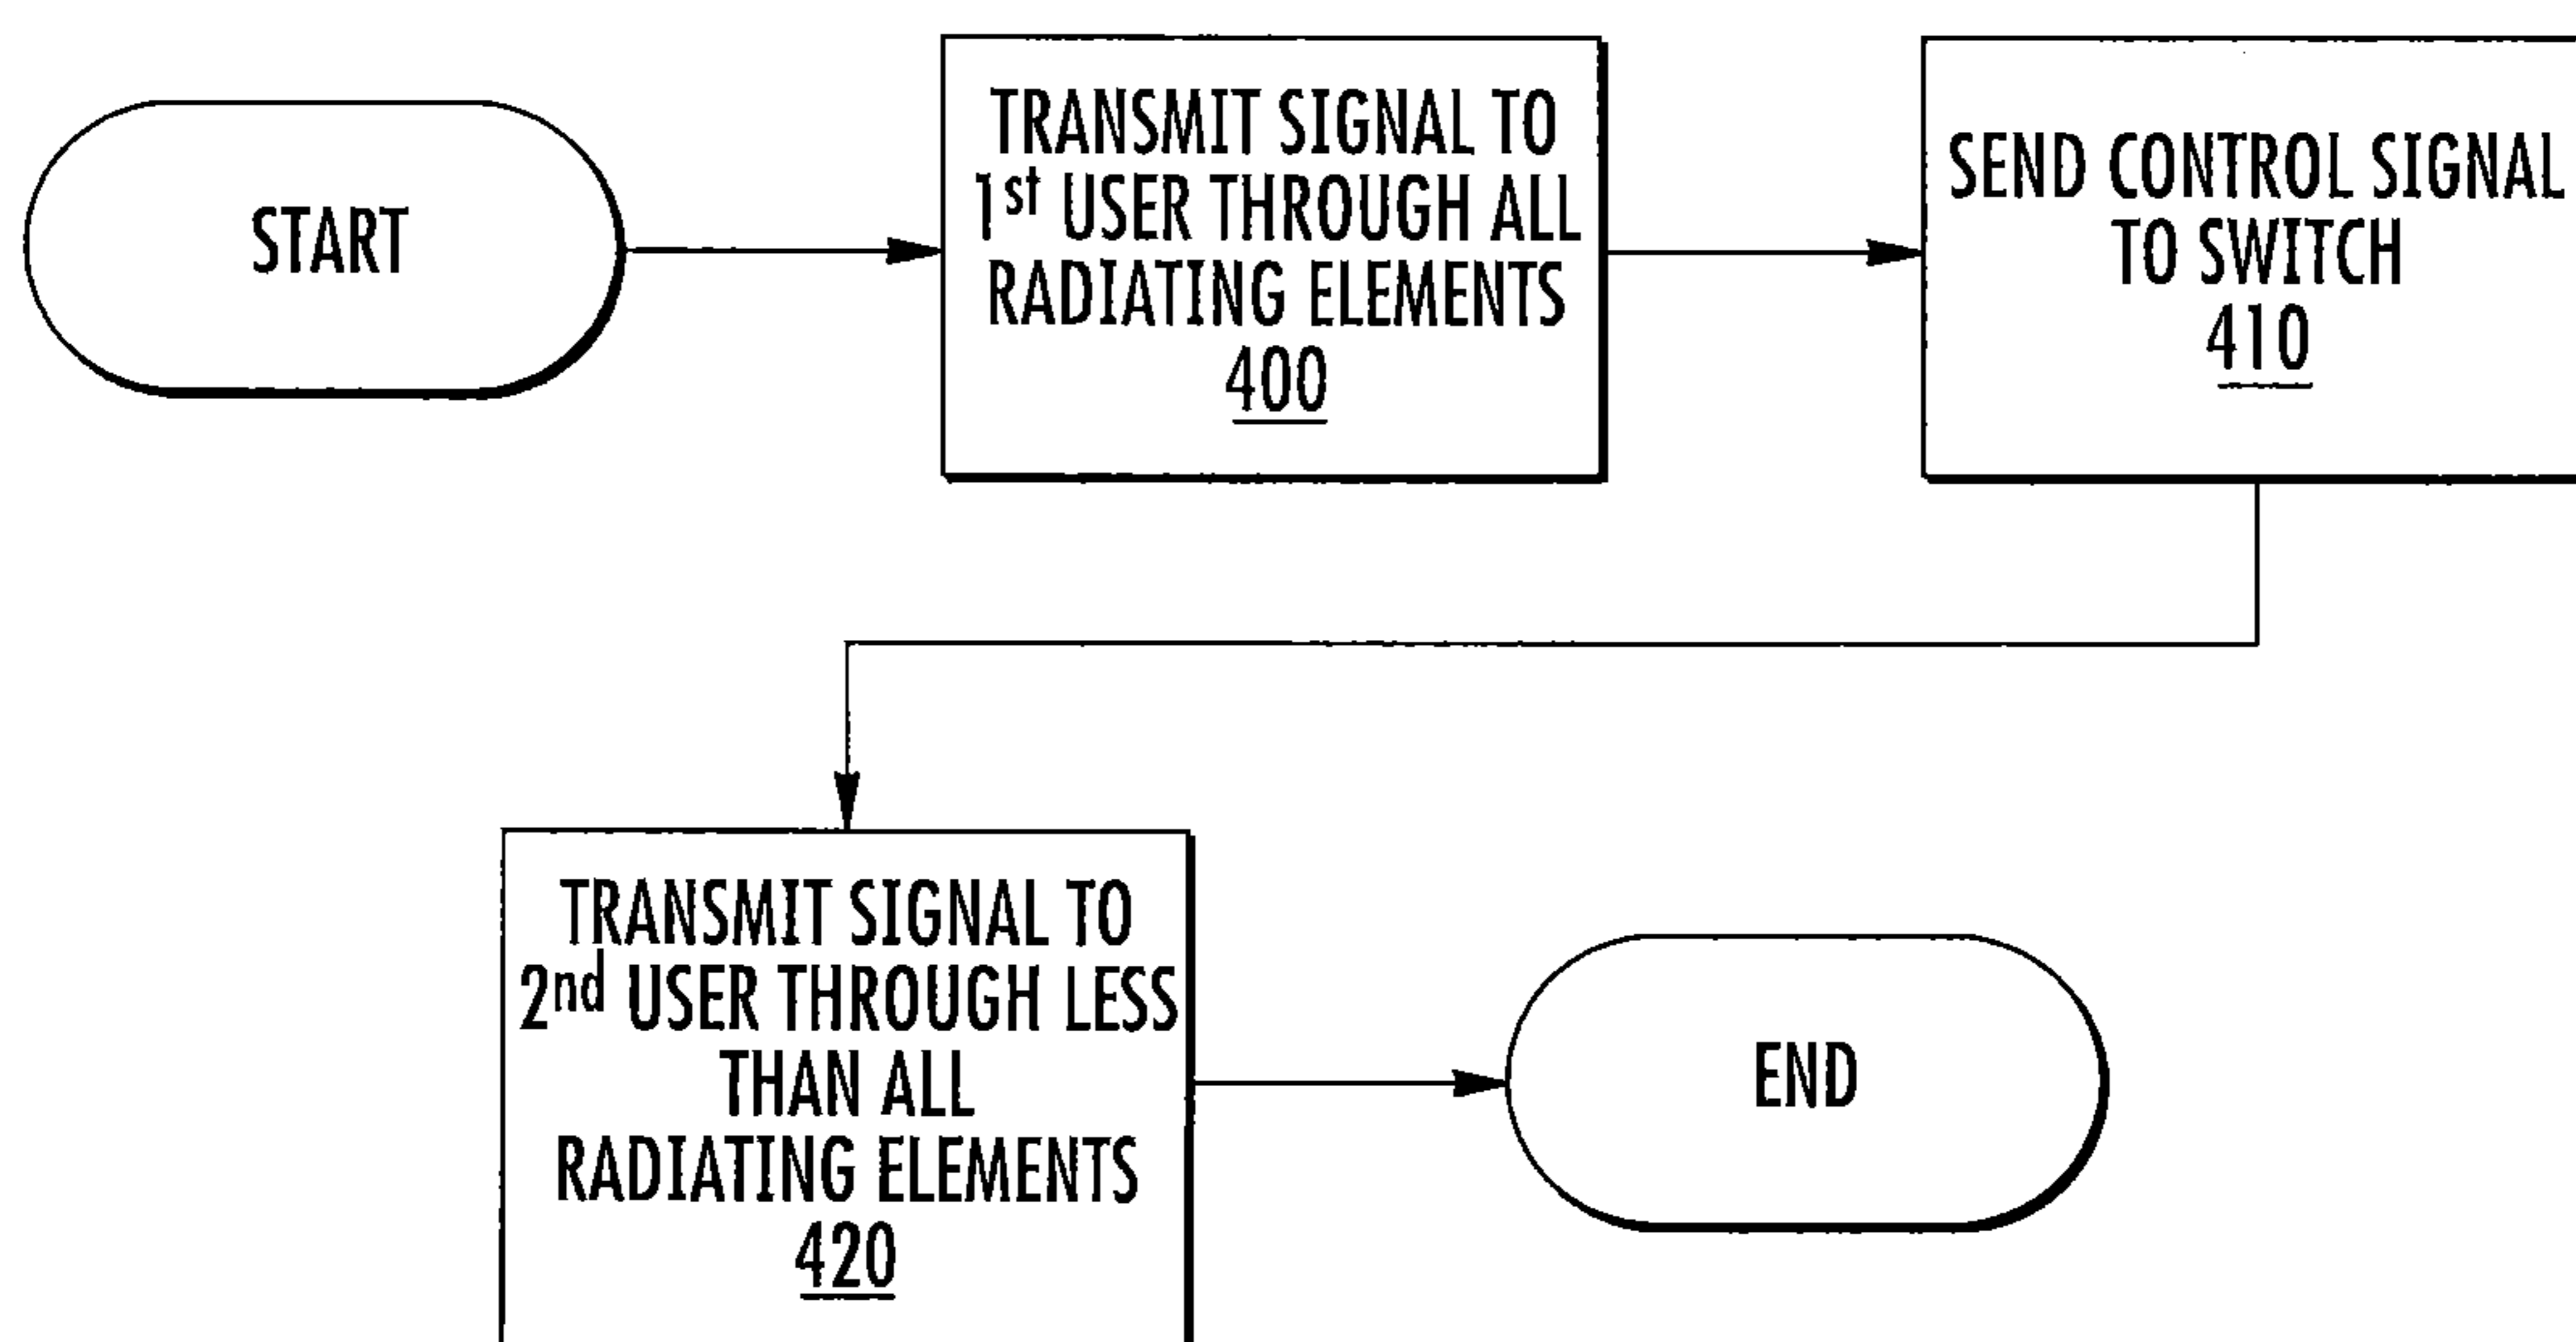 START
TRANSMIT SIGNAL TO
1st USER THROUGH ALL
RADIATING ELEMENTS
400
SEND CONTROL SIGNAL
TO SWITCH
410
TRANSMIT SIGNAL TO
2nd USER THROUGH LESS
THAN ALL
RADIATING ELEMENTS
420
END